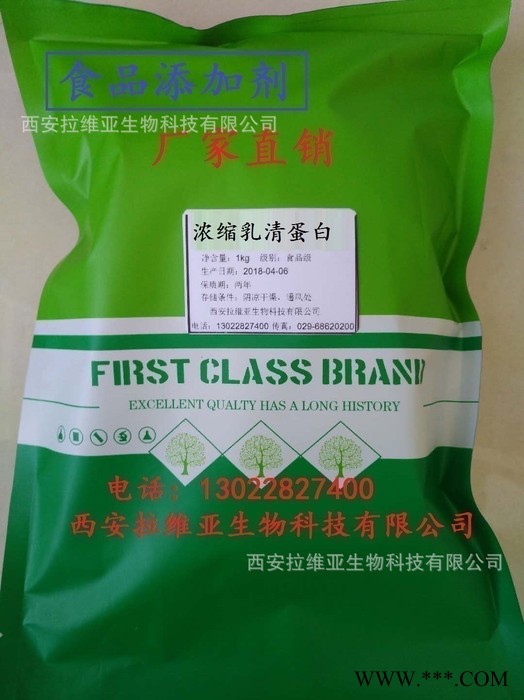 食品添加剂
西安拉维亚生物科技有限公司
厂家直销
浓缩乳清蛋白
净含量：1kg 级别：食品级
生产日期：2018-04-06
保质期：两年
存储条件：阴凉干燥，通风处
西安拉维亚生物科技有限公司
电话：13022827400 传真：029-68620200
FIRST CLASS BRAND
EXCELLENT QUALTY HAS A LONG HISTORY
电话：13022827400
西安拉维亚生物科技有限公司
西安拉维亚生物科技有限公司
www.***.COM